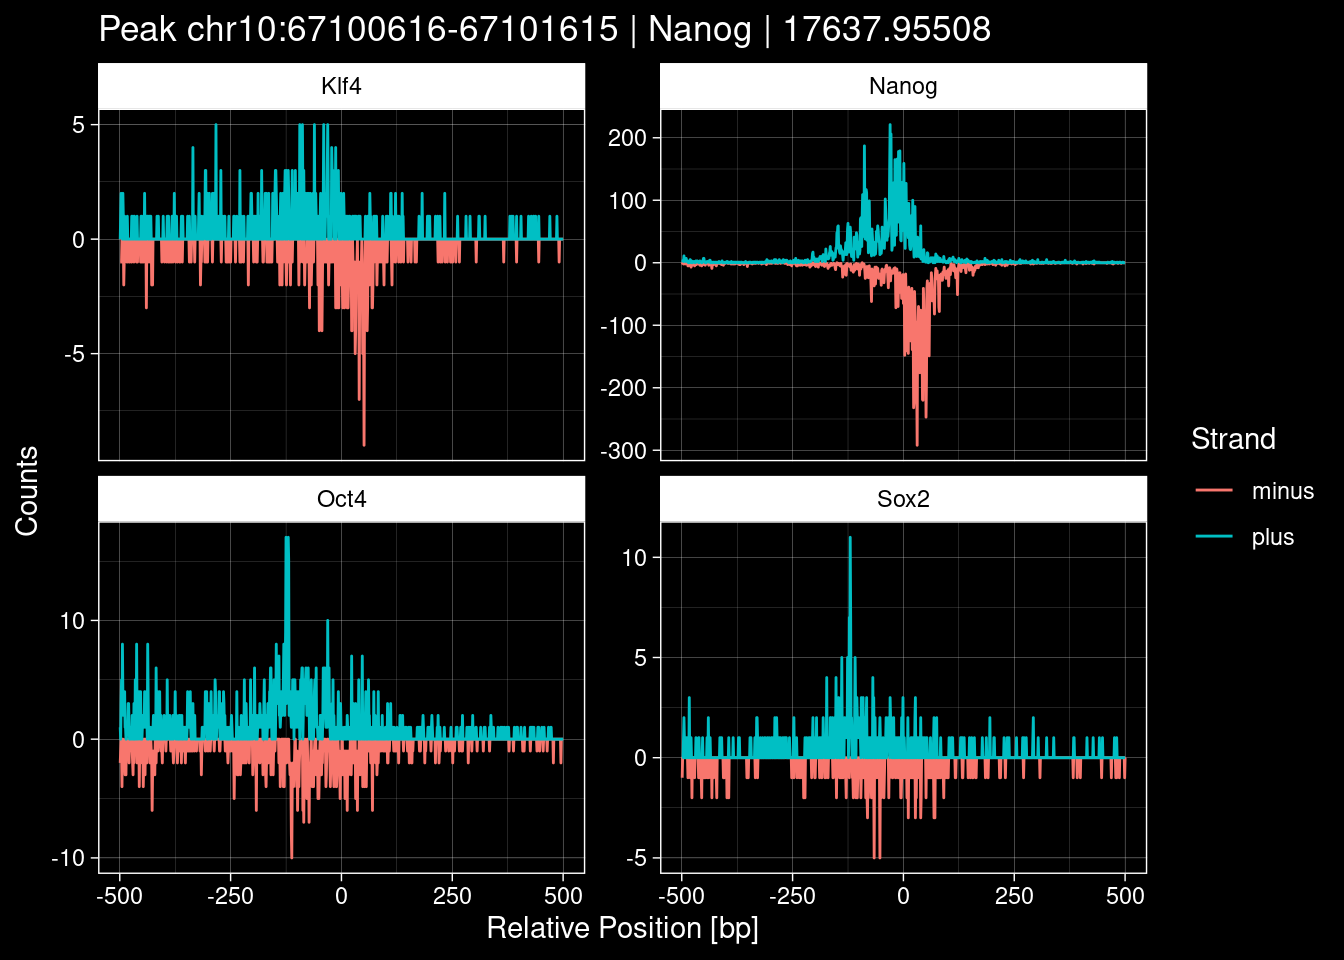 Peak chr10:67100616-67101615 | Nanog | 17637.95508
Klf4
Nanog
5
0
-5
200
100
0
-100
-200
-300
Counts
Strand
minus
plus
Oct4
Sox2
10
0
-10
10
5
0
-5
-500 -250 0 250 500
-500 -250 0 250 500
Relative Position [bp]